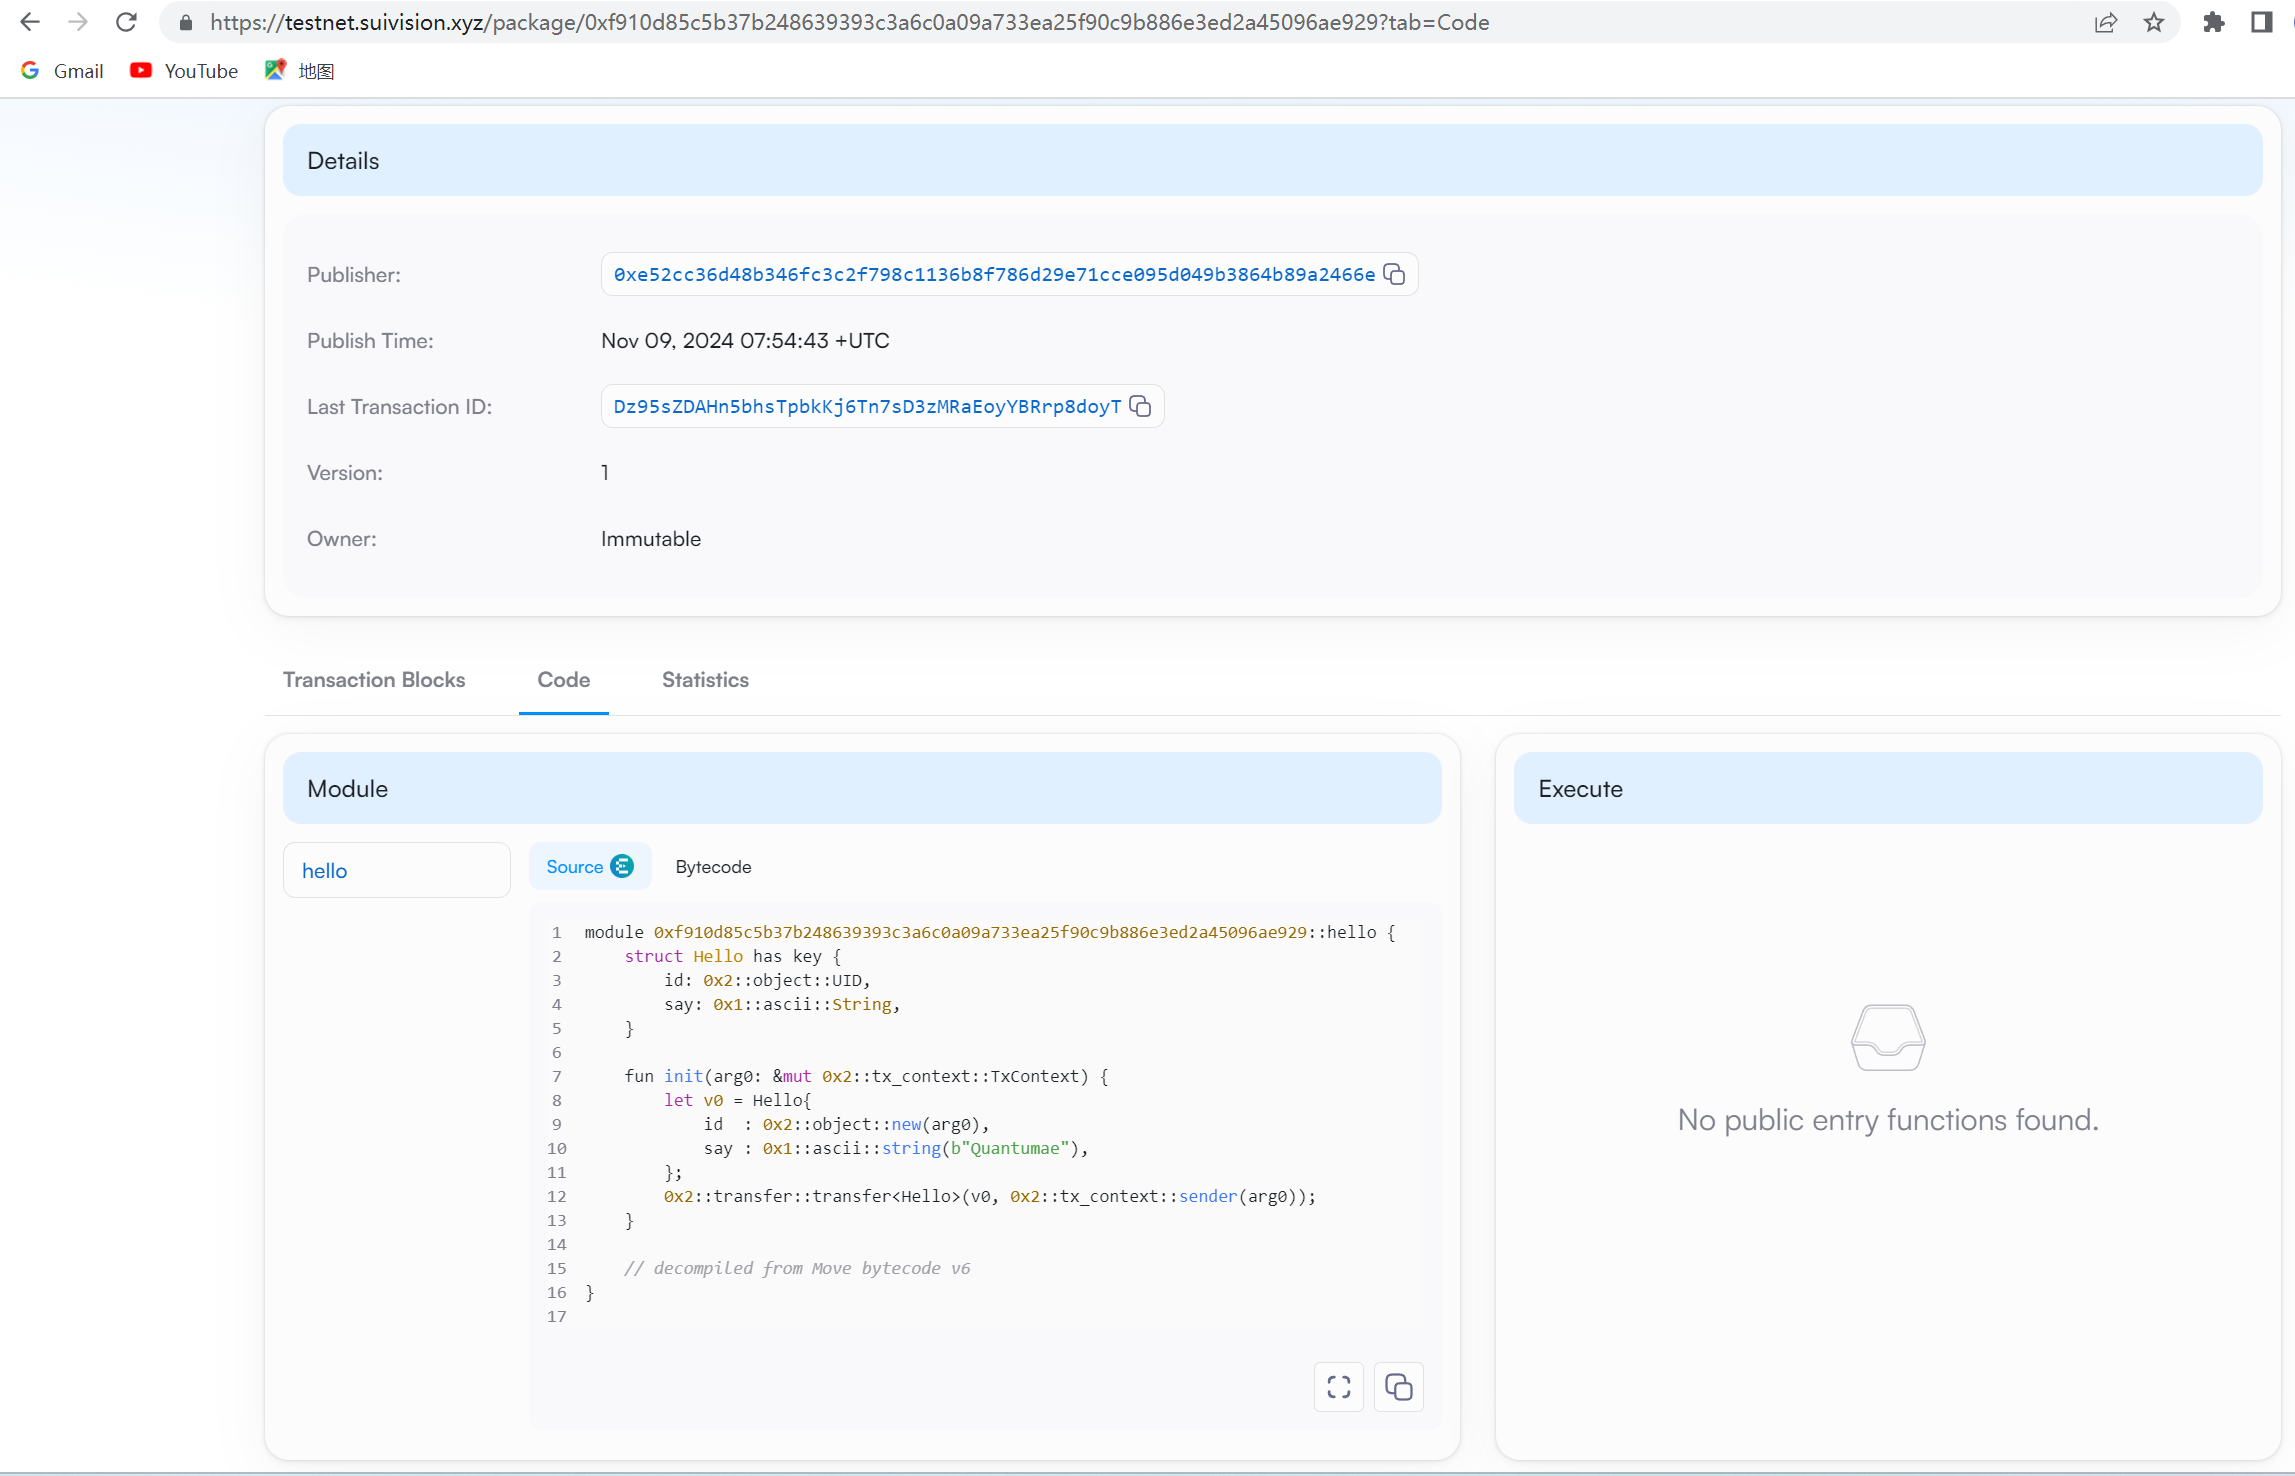 https://testnet.suivision.xyz/package/0xf910d85c5b37b248639393c3a6c0a09a733ea25f90c9b886e3ed2a45096ae929?tab=Code
Gmail YouTube 地图
Details
Publisher: 0xe52cc36d48b346fc3c2f798c1136b8f786d29e71cce095d049b3864b89a2466e
Publish Time: Nov 09, 2024 07:54:43 +UTC
Last Transaction ID: Dz95sZDAHn5bhsTpbkKj6Tn7sD3zMRaEoyYBRrp8doyT
Version: 1
Owner: Immutable
Transaction Blocks Code Statistics
Module
hello
Source Bytecode
1 module 0xf910d85c5b37b248639393c3a6c0a09a733ea25f90c9b886e3ed2a45096ae929::hello {
2     struct Hello has key {
3         id: 0x2::object::UID,
4         say: 0x1::ascii::String,
5     }
6
7     fun init(arg0: &mut 0x2::tx_context::TxContext) {
8         let v0 = Hello{
9             id  : 0x2::object::new(arg0),
10             say : 0x1::ascii::string(b"Quantumae"),
11         };
12         0x2::transfer::transfer<Hello>(v0, 0x2::tx_context::sender(arg0));
13     }
14
15     // decompiled from Move bytecode v6
16 }
17
Execute
No public entry functions found.